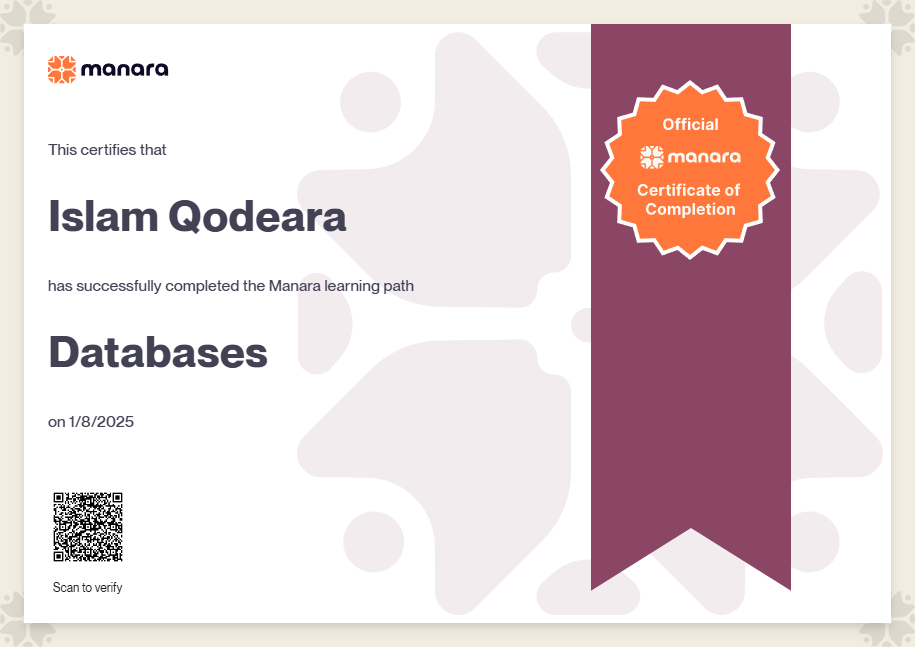 manara
This certifies that
Islam Qodeara
has successfully completed the Manara learning path
Databases
on 1/8/2025
Scan to verify
Official
manara
Certificate of
Completion